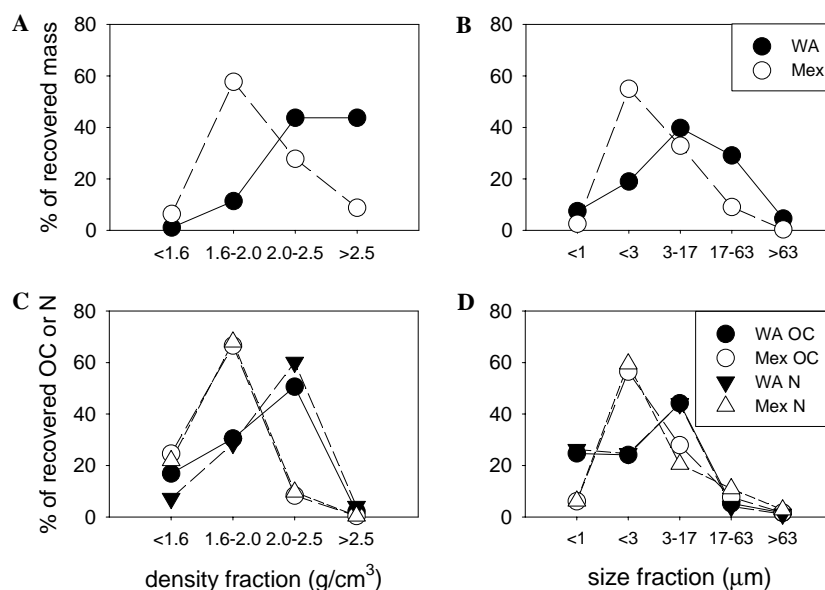 A
% of recovered mass
80
60
40
20
0
<1.6 1.6-2.0 2.0-2.5 >2.5
B
80
60
40
20
0
<1 <3 3-17 17-63 >63
WA
Mex
C
% of recovered OC or N
80
60
40
20
0
<1.6 1.6-2.0 2.0-2.5 >2.5
density fraction (g/cm³)
D
80
60
40
20
0
<1 <3 3-17 17-63 >63
size fraction (μm)
WA OC
Mex OC
WA N
Mex N